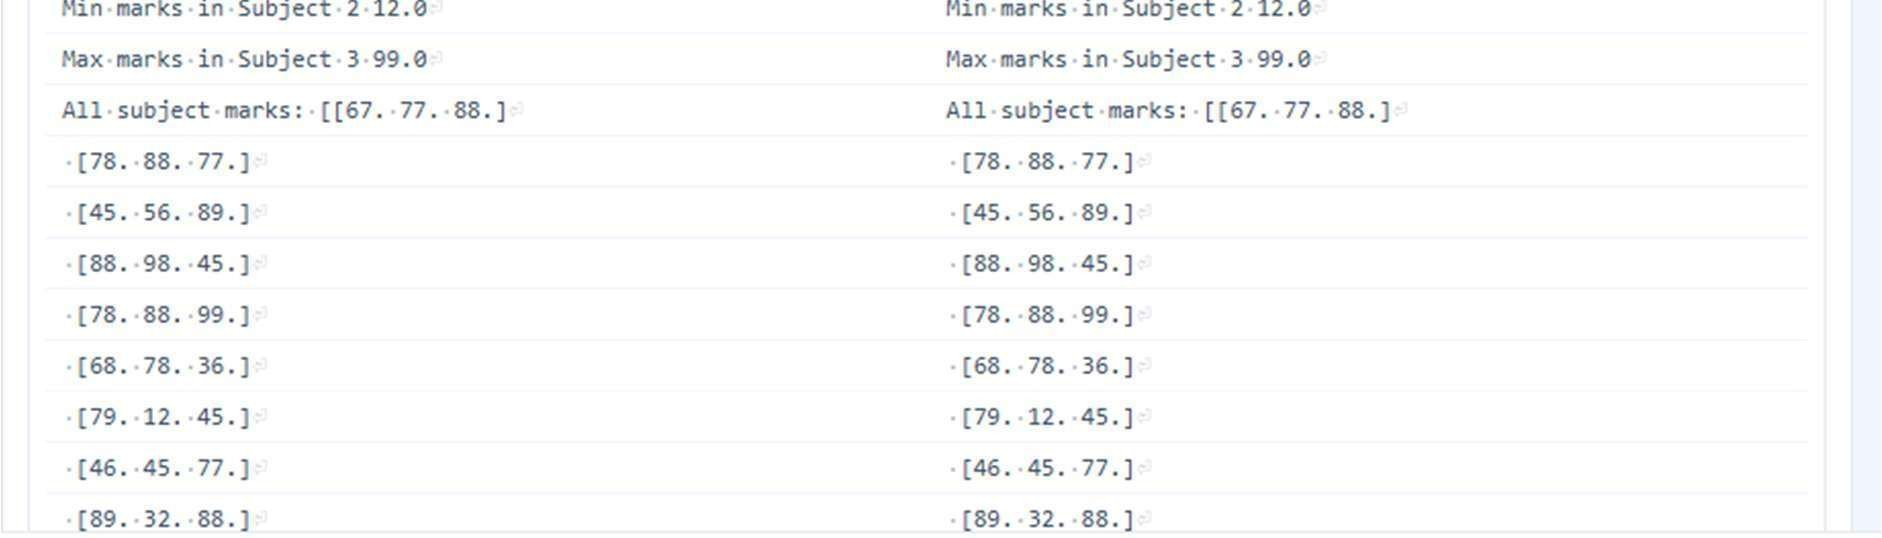 Min marks in Subject 2 12.0 Min marks in Subject 2 12.0
Max marks in Subject 3 99.0 Max marks in Subject 3 99.0
All subject marks: [[67. 77. 88.] All subject marks: [[67. 77. 88.]
[78. 88. 77.] [78. 88. 77.]
[45. 56. 89.] [45. 56. 89.]
[88. 98. 45.] [88. 98. 45.]
[78. 88. 99.] [78. 88. 99.]
[68. 78. 36.] [68. 78. 36.]
[79. 12. 45.] [79. 12. 45.]
[46. 45. 77.] [46. 45. 77.]
[89. 32. 88.] [89. 32. 88.]